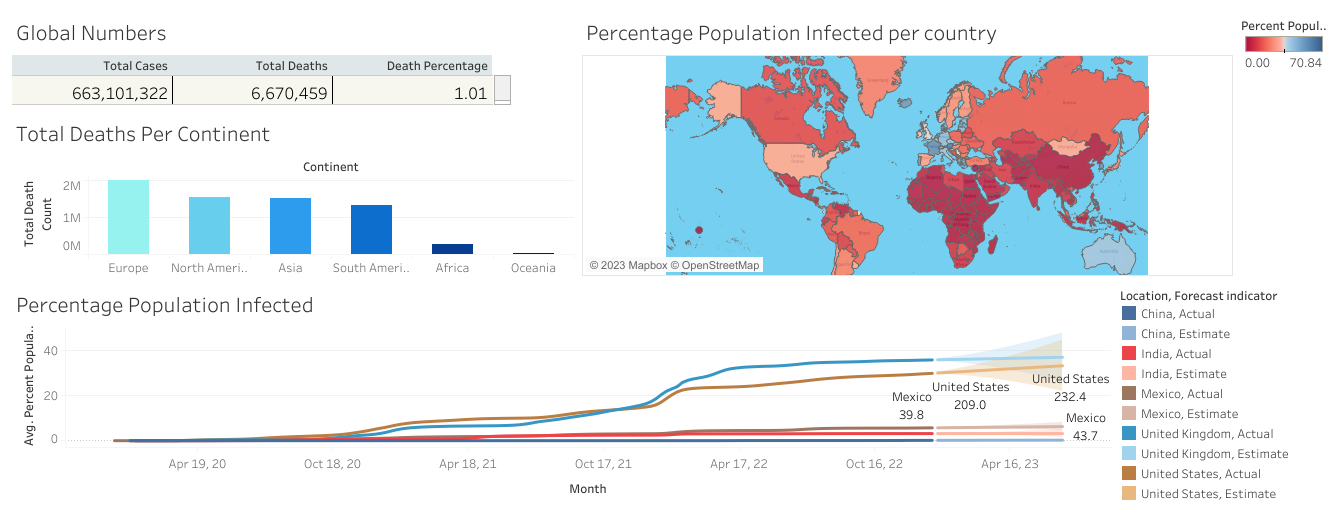 Global Numbers
Total Cases Total Deaths Death Percentage
663,101,322 6,670,459 1.01
Total Deaths Per Continent
Continent
Total Death
Count
2M
1M
0M
Europe North Ameri.. Asia South Ameri.. Africa Oceania
Percentage Population Infected per country
© 2023 Mapbox © OpenStreetMap
Percent Popul..
0.00 70.84
Percentage Population Infected
Avg. Percent Popula..
40
20
0
United States
232.4
United States
209.0
Mexico
39.8
Mexico
43.7
Apr 19, 20 Oct 18, 20 Apr 18, 21 Oct 17, 21 Apr 17, 22 Oct 16, 22 Apr 16, 23
Month
Location, Forecast indicator
China, Actual
China, Estimate
India, Actual
India, Estimate
Mexico, Actual
Mexico, Estimate
United Kingdom, Actual
United Kingdom, Estimate
United States, Actual
United States, Estimate